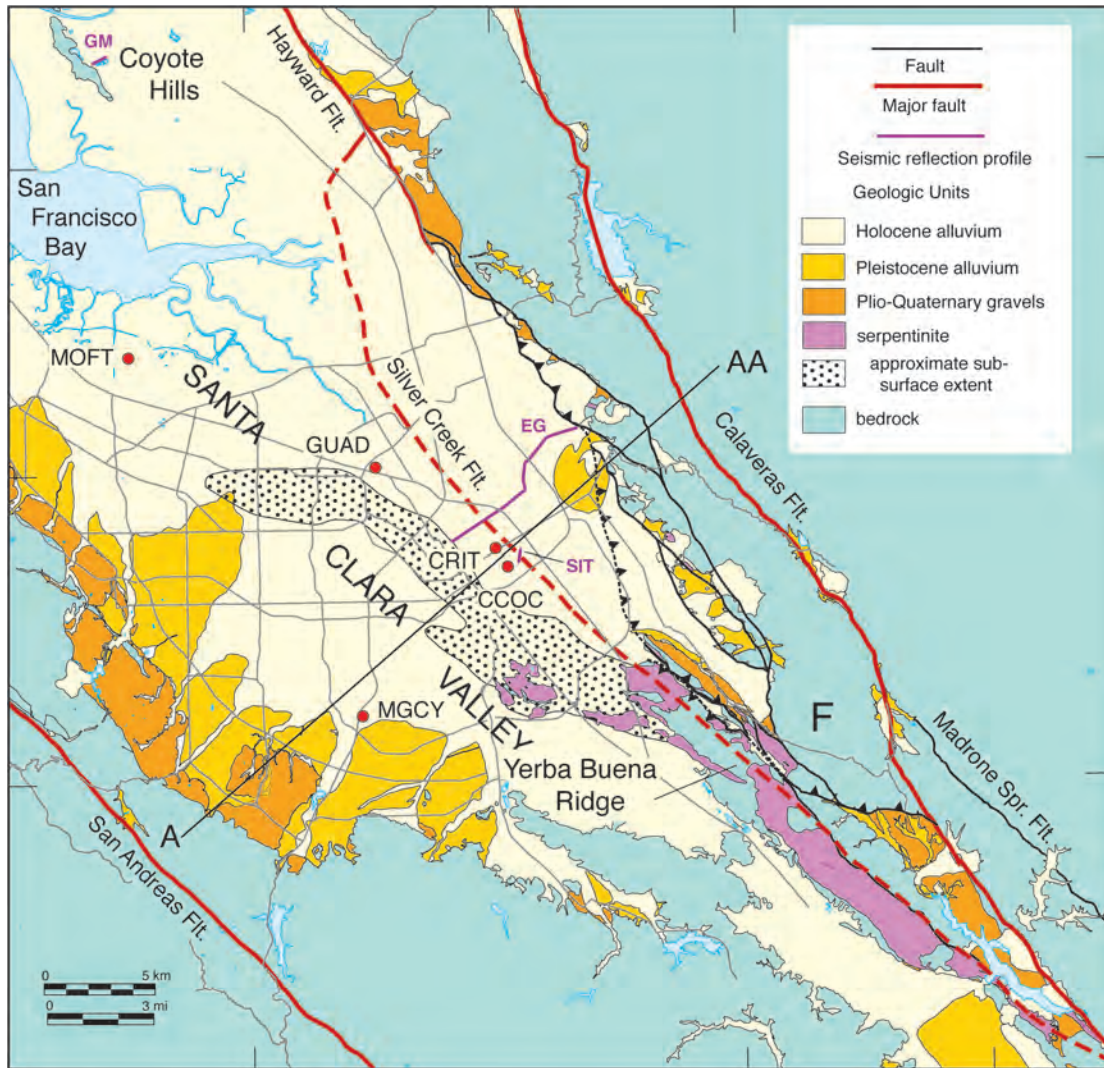 GM
Coyote
Hills
Hayward Flt.
San
Francisco
Bay
MOFT
SANTA
CLARA
VALLEY
GUAD
Silver Creek Flt.
EG
AA
CRIT
SIT
CCOC
Calaveras Flt.
MGCY
Yerba Buena
Ridge
F
Madrone Spr. Flt.
A
San Andreas Flt.
0 5 km
0 3 mi
Fault
Major fault
Seismic reflection profile
Geologic Units
Holocene alluvium
Pleistocene alluvium
Plio-Quaternary gravels
serpentinite
approximate sub-
surface extent
bedrock